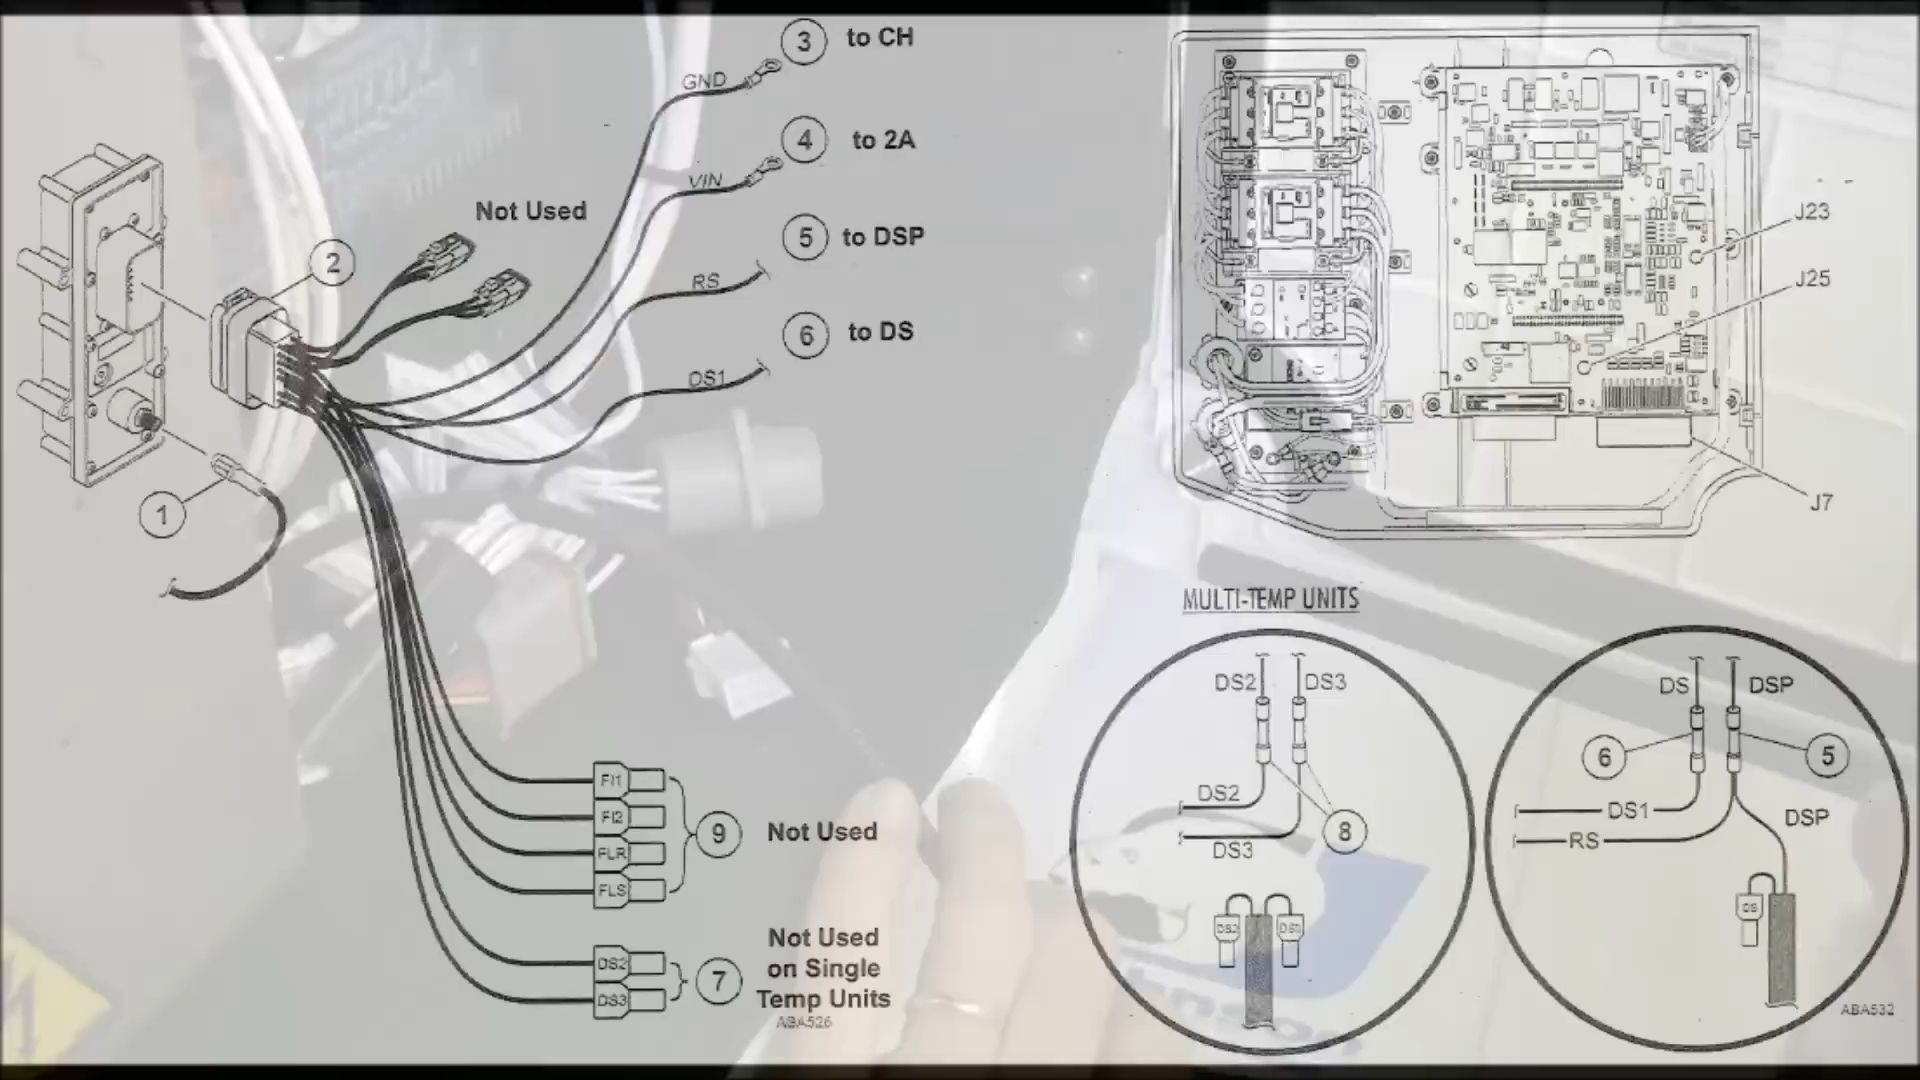 3 to CH
GND
4 to 2A
VIN
Not Used
5 to DSP
RS
2
6 to DS
DS1
1
FI1
FI2
FLR
FLS
9 Not Used
DS2
DS3
7 Not Used
on Single
Temp Units
ABA526
J23
J25
J7
MULTI-TEMP UNITS
DS2 DS3
DS2
DS3
8
DS2
DS DSP
6 5
DS1
RS
DSP
DS
ABA532